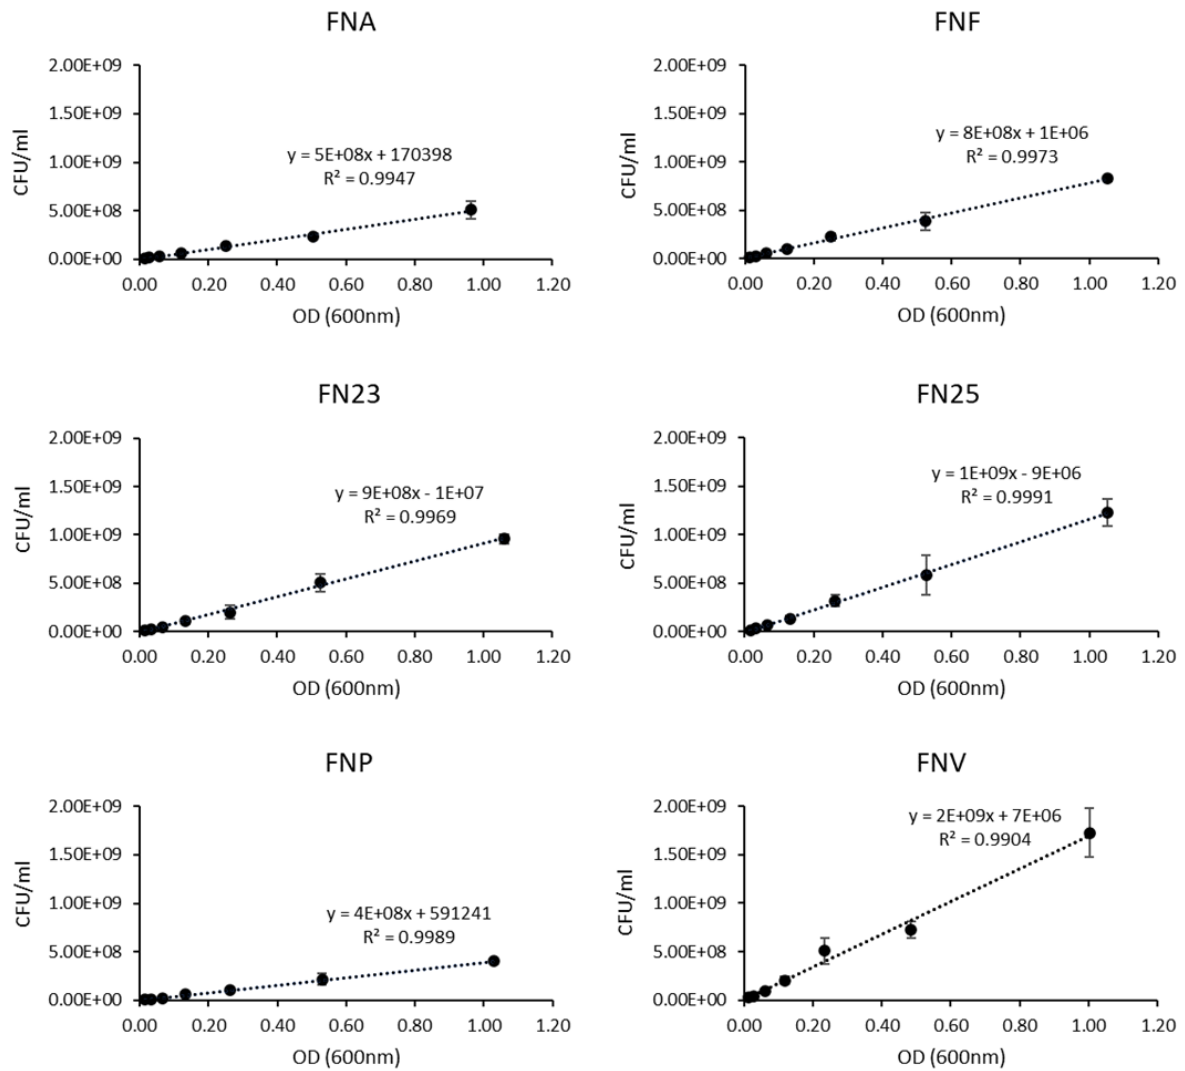 FNA
2.00E+09
1.50E+09
1.00E+09
5.00E+08
0.00E+00
CFU/ml
y = 5E+08x + 170398
R² = 0.9947
0.00 0.20 0.40 0.60 0.80 1.00 1.20
OD (600nm)
FNF
2.00E+09
1.50E+09
1.00E+09
5.00E+08
0.00E+00
CFU/ml
y = 8E+08x + 1E+06
R² = 0.9973
0.00 0.20 0.40 0.60 0.80 1.00 1.20
OD (600nm)
FN23
2.00E+09
1.50E+09
1.00E+09
5.00E+08
0.00E+00
CFU/ml
y = 9E+08x - 1E+07
R² = 0.9969
0.00 0.20 0.40 0.60 0.80 1.00 1.20
OD (600nm)
FN25
2.00E+09
1.50E+09
1.00E+09
5.00E+08
0.00E+00
CFU/ml
y = 1E+09x - 9E+06
R² = 0.9991
0.00 0.20 0.40 0.60 0.80 1.00 1.20
OD (600nm)
FNP
2.00E+09
1.50E+09
1.00E+09
5.00E+08
0.00E+00
CFU/ml
y = 4E+08x + 591241
R² = 0.9989
0.00 0.20 0.40 0.60 0.80 1.00 1.20
OD (600nm)
FNV
2.00E+09
1.50E+09
1.00E+09
5.00E+08
0.00E+00
CFU/ml
y = 2E+09x + 7E+06
R² = 0.9904
0.00 0.20 0.40 0.60 0.80 1.00 1.20
OD (600nm)